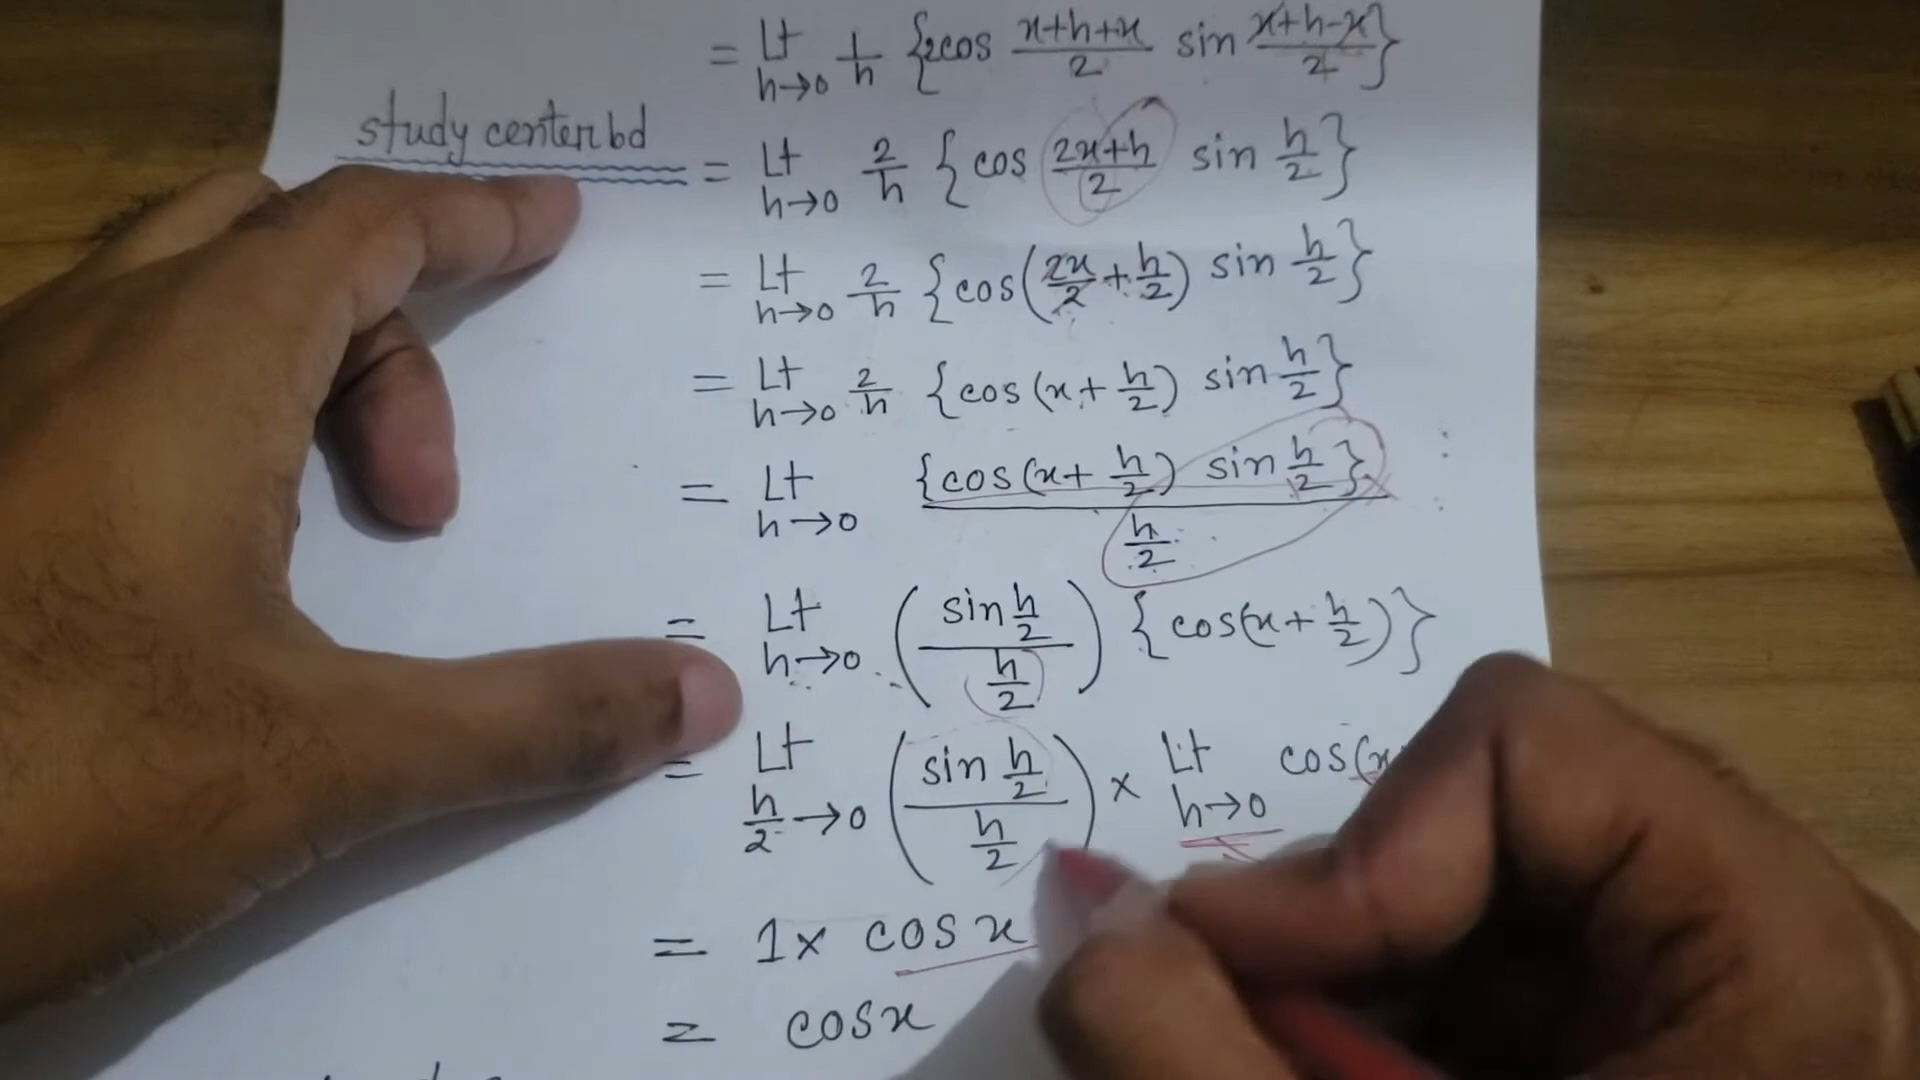 = Lt h→0 1/h {2cos (x+h+x)/2 sin (x+h-x)/2}
study center bd
= Lt h→0 2/h {cos (2x+h)/2 sin h/2}
= Lt h→0 2/h {cos(2x/2 + h/2) sin h/2}
= Lt h→0 2/h {cos(x + h/2) sin h/2}
= Lt h→0 {cos(x + h/2) sin h/2} / h/2
= Lt h→0 (sin h/2 / h/2) {cos(x + h/2)}
= Lt h/2→0 (sin h/2 / h/2) × Lt h→0 cos(x
= 1 × cos x
= cosx